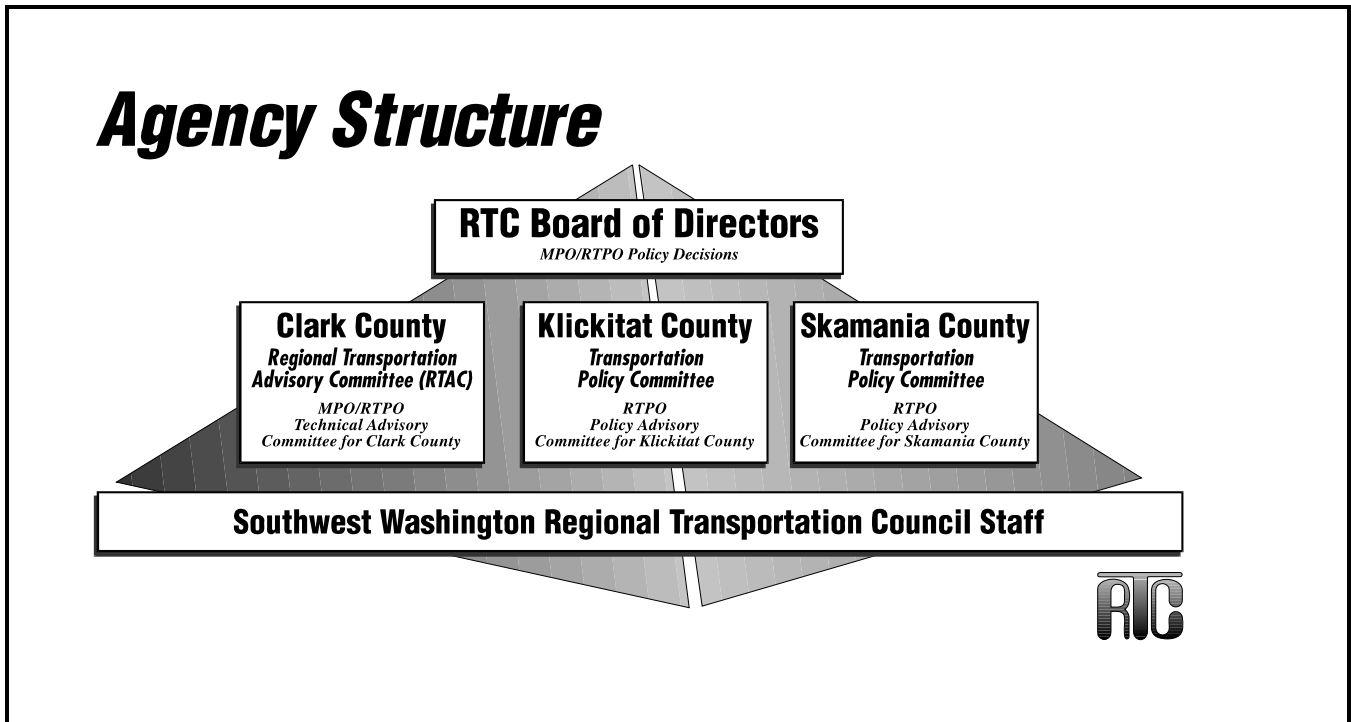 Agency Structure
RTC Board of Directors
MPO/RTPO Policy Decisions
Clark County
Regional Transportation
Advisory Committee (RTAC)
MPO/RTPO
Technical Advisory
Committee for Clark County
Klickitat County
Transportation
Policy Committee
RTPO
Policy Advisory
Committee for Klickitat County
Skamania County
Transportation
Policy Committee
RTPO
Policy Advisory
Committee for Skamania County
Southwest Washington Regional Transportation Council Staff
RTC